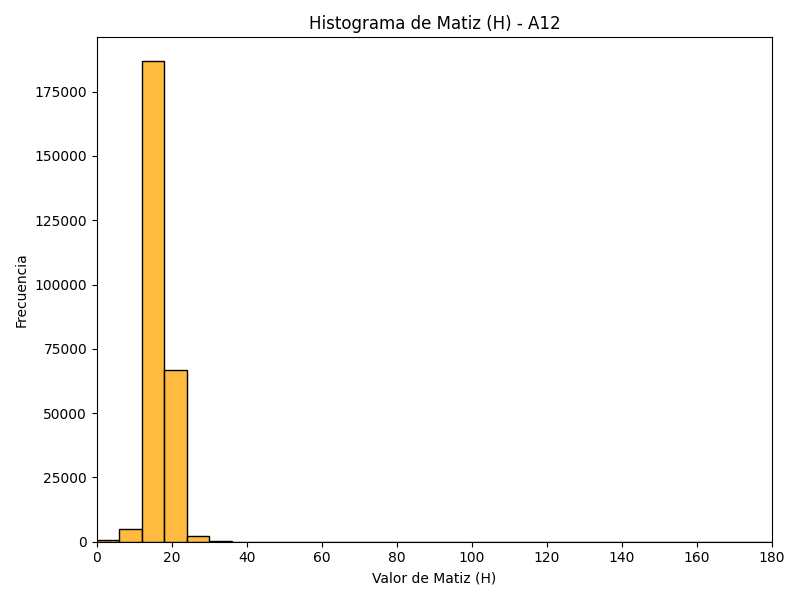 Histograma de Matiz (H) - A12
Frecuencia
175000
150000
125000
100000
75000
50000
25000
0
0 20 40 60 80 100 120 140 160 180
Valor de Matiz (H)